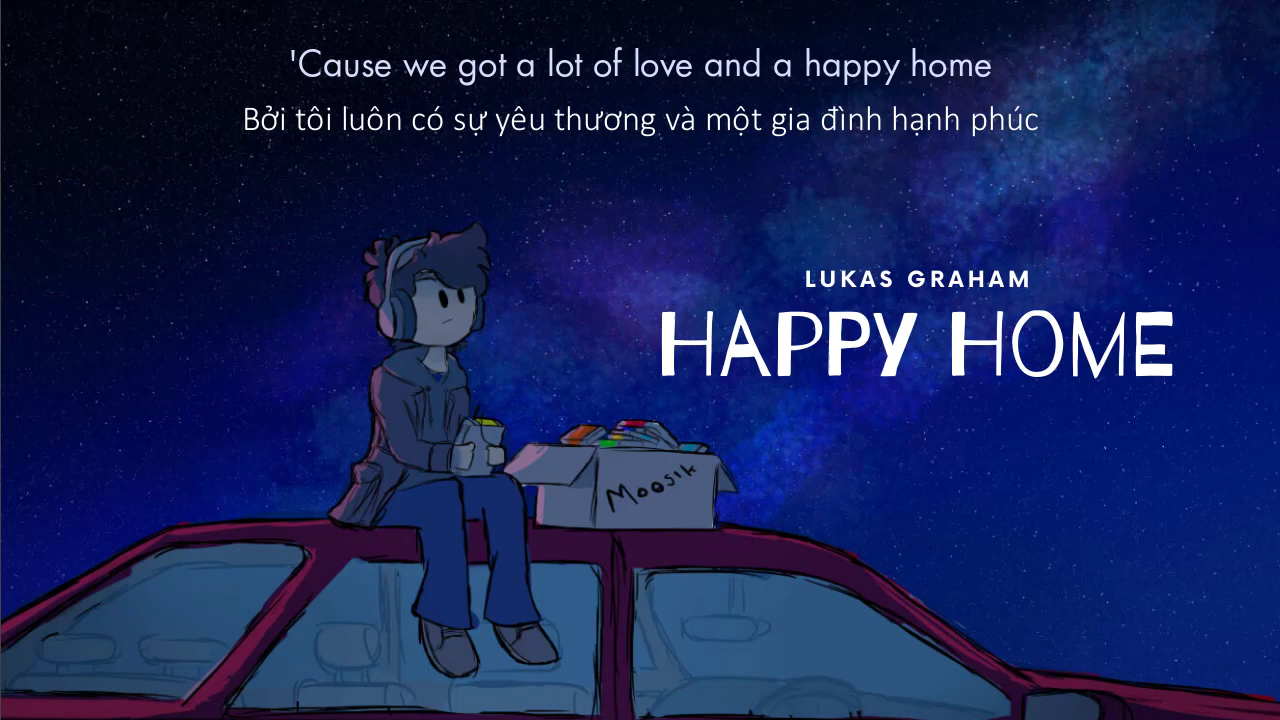 'Cause we got a lot of love and a happy home
Bởi tôi luôn có sự yêu thương và một gia đình hạnh phúc
LUKAS GRAHAM
HAPPY HOME
Moosik